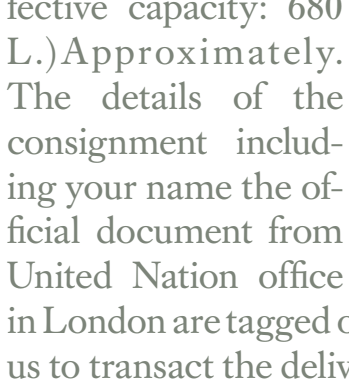 fective capacity: 680
L.)Approximately.
The details of the
consignment includ-
ing your name the of-
ficial document from
United Nation office
in London are tagged
us to transact the